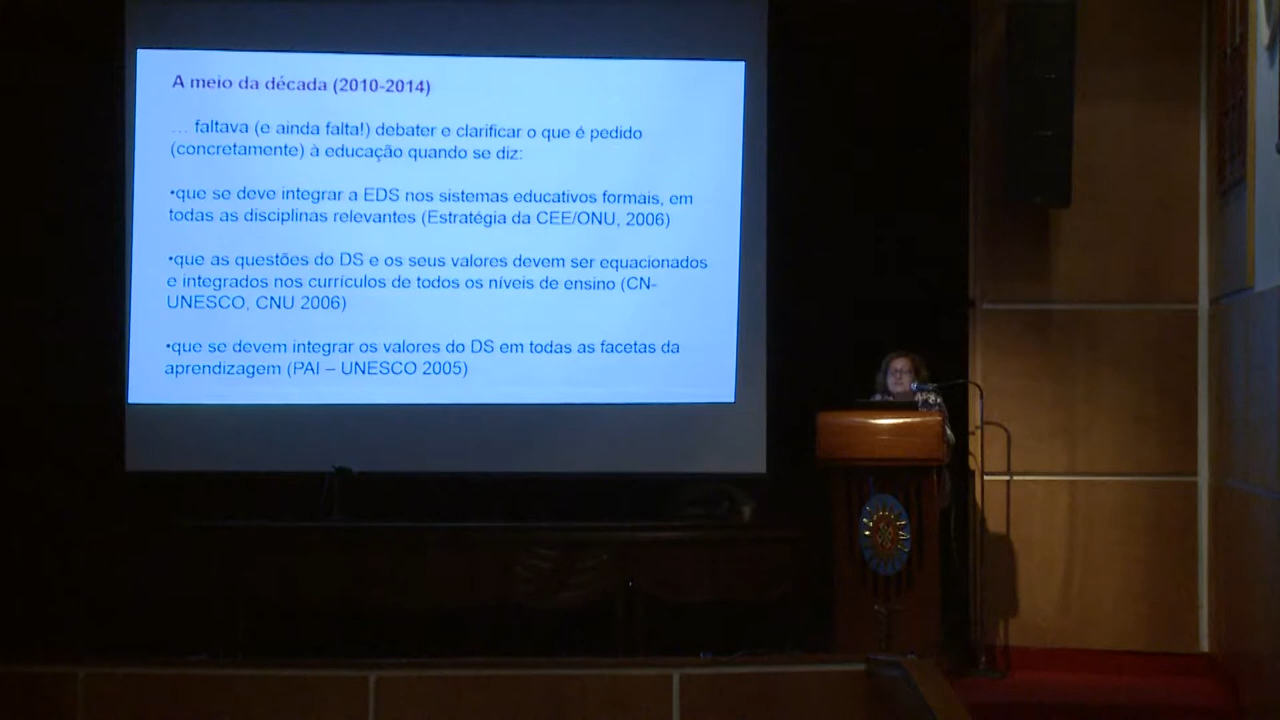 A meio da década (2010-2014)
… faltava (e ainda falta!) debater e clarificar o que é pedido
(concretamente) à educação quando se diz:
•que se deve integrar a EDS nos sistemas educativos formais, em
todas as disciplinas relevantes (Estratégia da CEE/ONU, 2006)
•que as questões do DS e os seus valores devem ser equacionados
e integrados nos currículos de todos os níveis de ensino (CN-
UNESCO, CNU 2006)
•que se devem integrar os valores do DS em todas as facetas da
aprendizagem (PAI – UNESCO 2005)